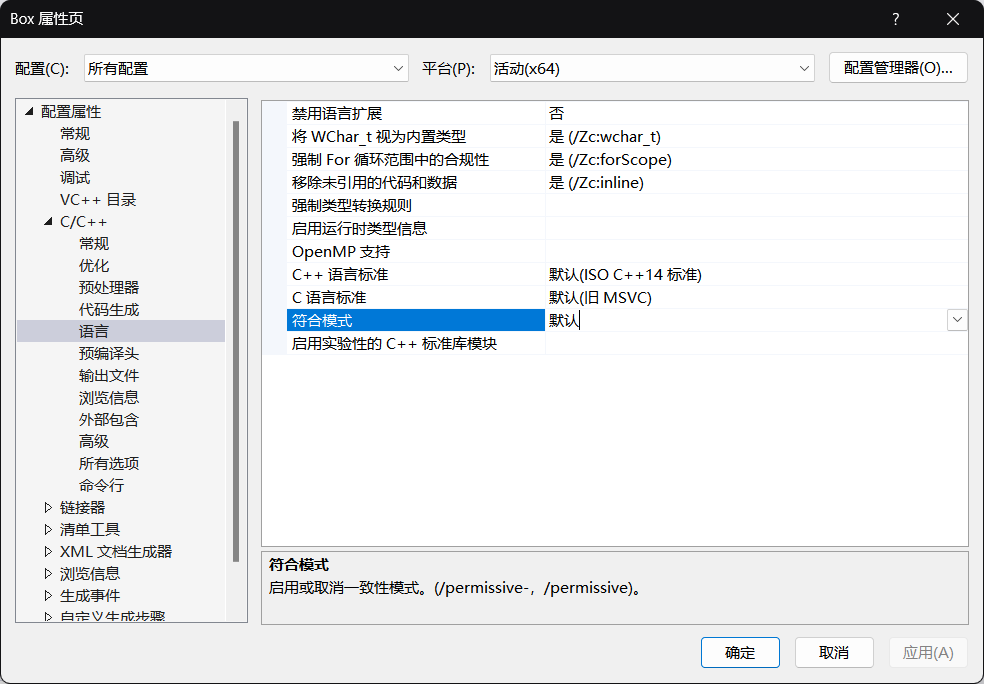 Box 属性页
?
配置(C): 所有配置 平台(P): 活动(x64) 配置管理器(O)...
配置属性
常规
高级
调试
VC++ 目录
C/C++
常规
优化
预处理器
代码生成
语言
预编译头
输出文件
浏览信息
外部包含
高级
所有选项
命令行
链接器
清单工具
XML 文档生成器
浏览信息
生成事件
自定义生成步骤
禁用语言扩展 否
将 WChar_t 视为内置类型 是 (/Zc:wchar_t)
强制 For 循环范围中的合规性 是 (/Zc:forScope)
移除未引用的代码和数据 是 (/Zc:inline)
强制类型转换规则
启用运行时类型信息
OpenMP 支持
C++ 语言标准 默认(ISO C++14 标准)
C 语言标准 默认(旧 MSVC)
符合模式 默认
启用实验性的 C++ 标准库模块
符合模式
启用或取消一致性模式。(/permissive-，/permissive)。
确定 取消 应用(A)